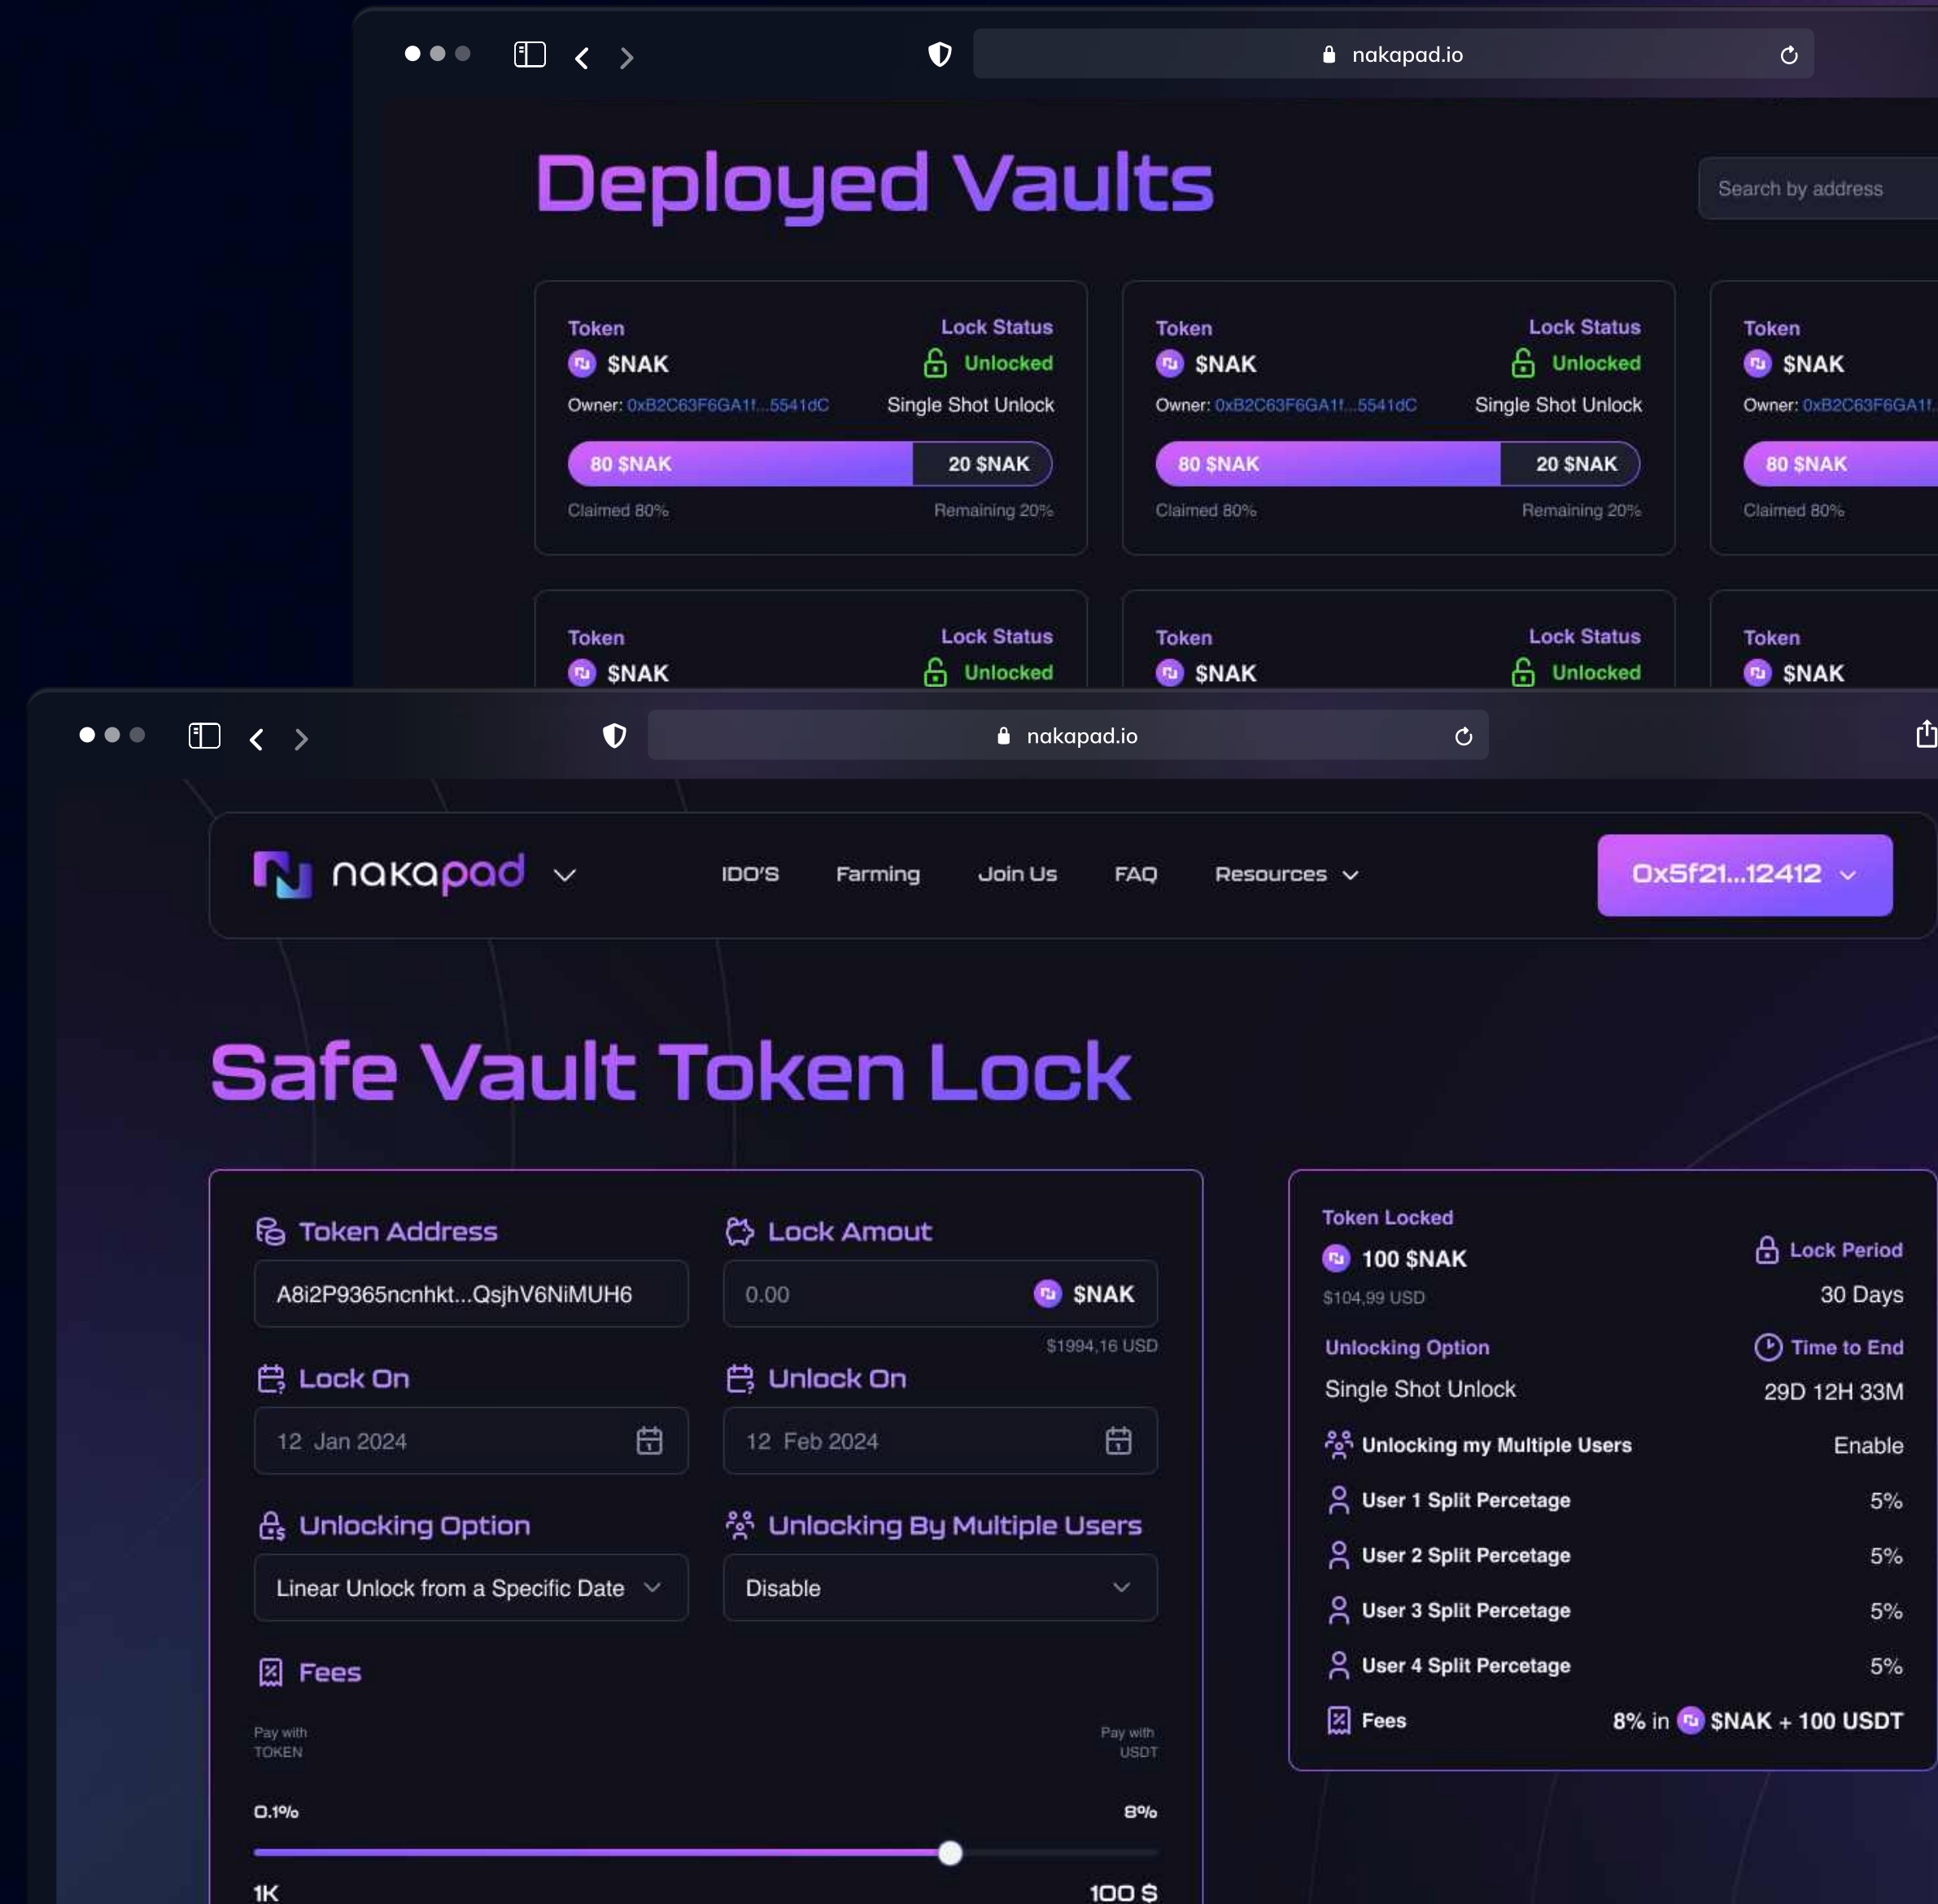 nakapad.io
Deployed Vaults
Search by address
Token Lock Status
$NAK Unlocked
Owner: 0xB2C63F6GA1f...5541dC Single Shot Unlock
80 $NAK 20 $NAK
Claimed 80% Remaining 20%
Token Lock Status
$NAK Unlocked
Owner: 0xB2C63F6GA1f...5541dC Single Shot Unlock
80 $NAK 20 $NAK
Claimed 80% Remaining 20%
Token
$NAK
Owner: 0xB2C63F6GA1f.
80 $NAK
Claimed 80%
Token Lock Status
$NAK Unlocked
Token Lock Status
$NAK Unlocked
Token
$NAK
nakapad.io
nakapad IDO'S Farming Join Us FAQ Resources 0x5f21...12412
Safe Vault Token Lock
Token Address
A8i2P9365ncnhkt...QsjhV6NiMUH6
Lock Amout
0.00 $NAK
$1994,16 USD
Lock On
12 Jan 2024
Unlock On
12 Feb 2024
Unlocking Option
Linear Unlock from a Specific Date
Unlocking By Multiple Users
Disable
Fees
Pay with
TOKEN
Pay with
USDT
0.1% 8%
1K 100 $
Token Locked
100 $NAK
$104,99 USD
Lock Period
30 Days
Unlocking Option
Single Shot Unlock
Time to End
29D 12H 33M
Unlocking my Multiple Users Enable
User 1 Split Percetage 5%
User 2 Split Percetage 5%
User 3 Split Percetage 5%
User 4 Split Percetage 5%
Fees 8% in $NAK + 100 USDT